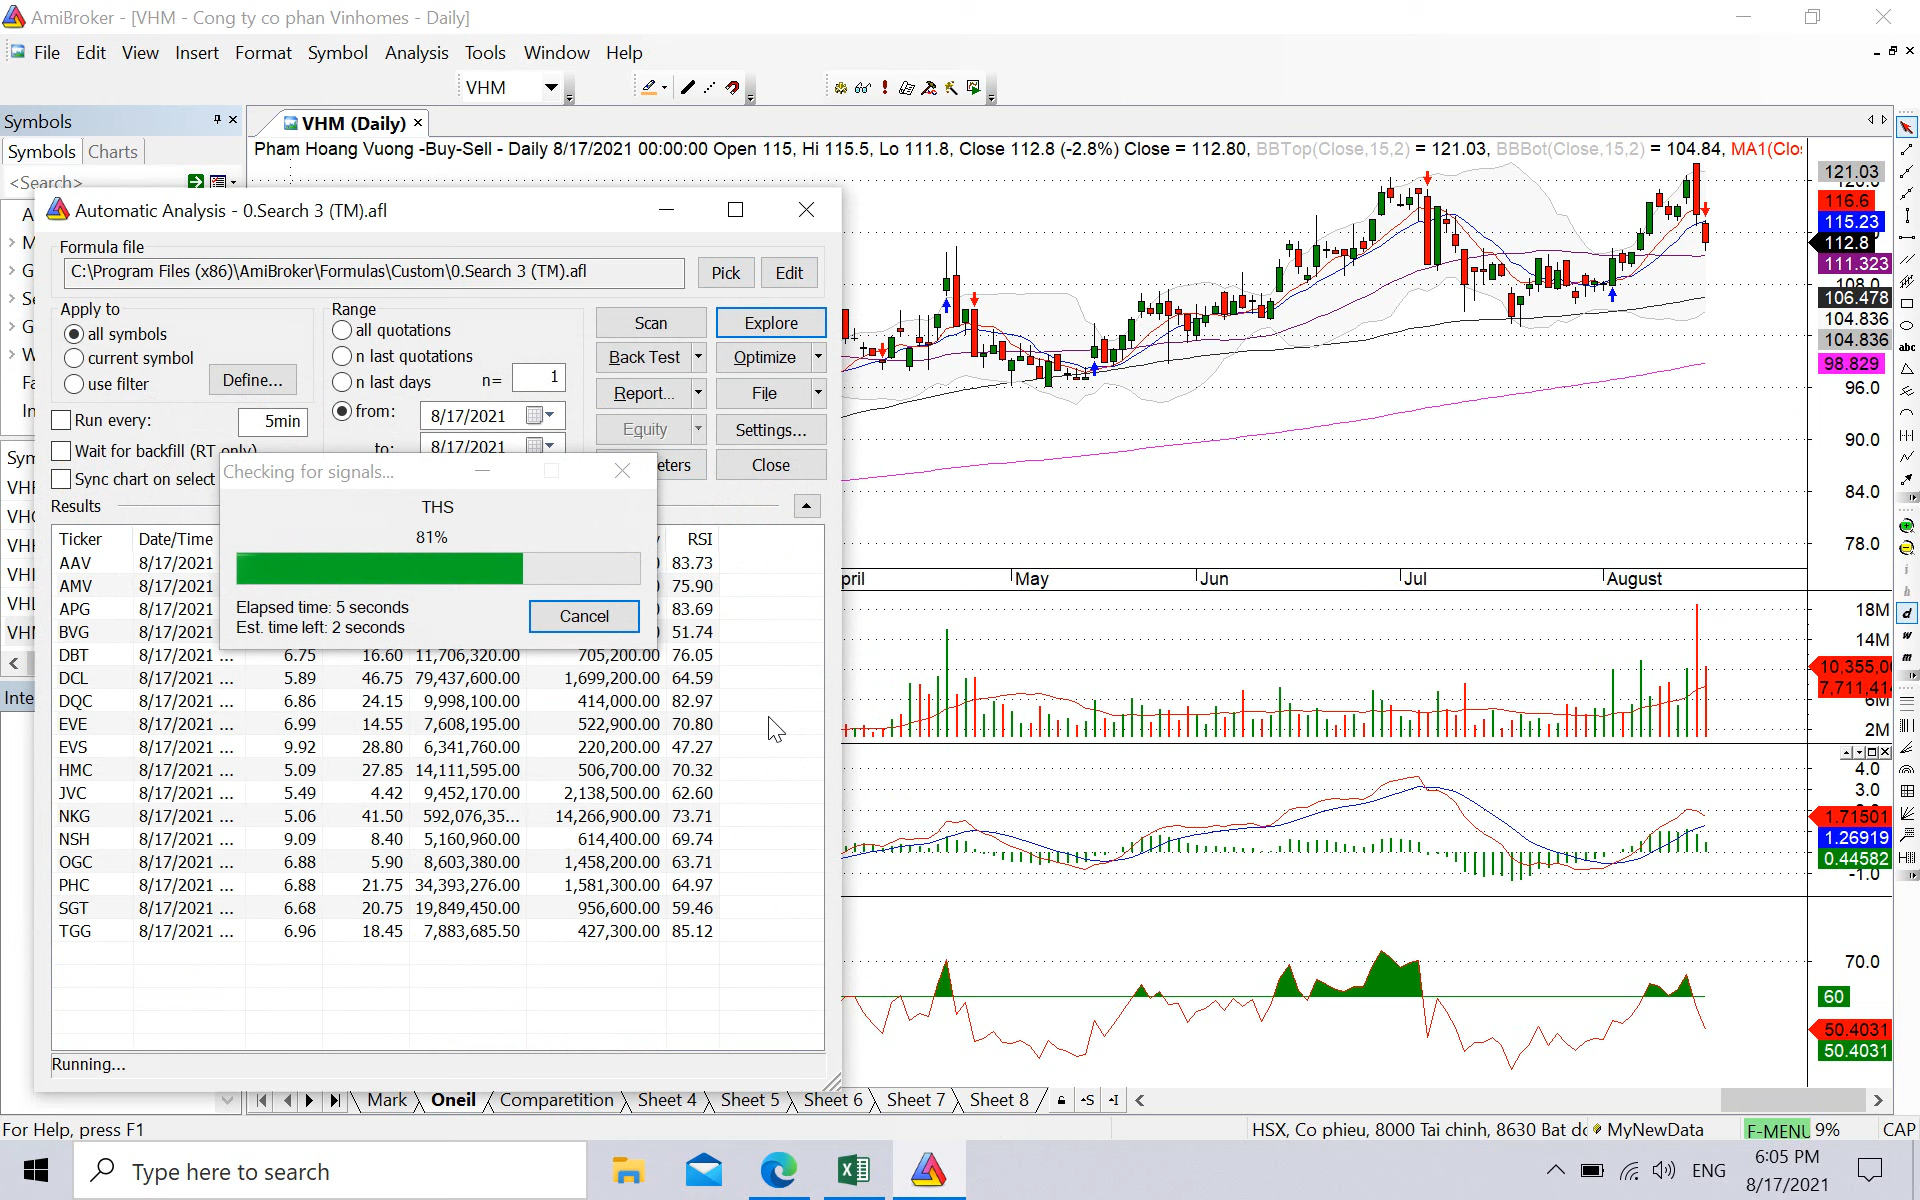 AmiBroker - [VHM - Cong ty co phan Vinhomes - Daily]
File Edit View Insert Format Symbol Analysis Tools Window Help
VHM
Symbols
VHM (Daily)
Symbols Charts
Pham Hoang Vuong -Buy-Sell - Daily 8/17/2021 00:00:00 Open 115, Hi 115.5, Lo 111.8, Close 112.8 (-2.8%) Close = 112.80, BBTop(Close,15,2) = 121.03, BBBot(Close,15,2) = 104.84, MA1(Clo
<Search>
Automatic Analysis - 0.Search 3 (TM).afl
Formula file
C:\Program Files (x86)\AmiBroker\Formulas\Custom\0.Search 3 (TM).afl
Pick Edit
Apply to
all symbols
current symbol
use filter
Define...
Run every: 5min
Wait for backfill (RT only)
Sync chart on select
Range
all quotations
n last quotations
n last days n= 1
from: 8/17/2021
to: 8/17/2021
Scan Explore
Back Test Optimize
Report... File
Equity Settings...
eters Close
Checking for signals...
THS
81%
Elapsed time: 5 seconds
Est. time left: 2 seconds
Cancel
Results
Ticker Date/Time RSI
AAV 8/17/2021 83.73
AMV 8/17/2021 75.90
APG 8/17/2021 83.69
BVG 8/17/2021 51.74
DBT 8/17/2021 ... 6.75 16.60 11,706,320.00 705,200.00 76.05
DCL 8/17/2021 ... 5.89 46.75 79,437,600.00 1,699,200.00 64.59
DQC 8/17/2021 ... 6.86 24.15 9,998,100.00 414,000.00 82.97
EVE 8/17/2021 ... 6.99 14.55 7,608,195.00 522,900.00 70.80
EVS 8/17/2021 ... 9.92 28.80 6,341,760.00 220,200.00 47.27
HMC 8/17/2021 ... 5.09 27.85 14,111,595.00 506,700.00 70.32
JVC 8/17/2021 ... 5.49 4.42 9,452,170.00 2,138,500.00 62.60
NKG 8/17/2021 ... 5.06 41.50 592,076,35... 14,266,900.00 73.71
NSH 8/17/2021 ... 9.09 8.40 5,160,960.00 614,400.00 69.74
OGC 8/17/2021 ... 6.88 5.90 8,603,380.00 1,458,200.00 63.71
PHC 8/17/2021 ... 6.88 21.75 34,393,276.00 1,581,300.00 64.97
SGT 8/17/2021 ... 6.68 20.75 19,849,450.00 956,600.00 59.46
TGG 8/17/2021 ... 6.96 18.45 7,883,685.50 427,300.00 85.12
Running...
Inte
121.03
116.6
115.23
112.8
111.323
108.0
106.478
104.836
104.836
98.829
96.0
90.0
84.0
78.0
pril May Jun Jul August
18M
14M
10,355,0
7,711,41
6M
2M
4.0
3.0
1.71501
1.26919
0.44582
-1.0
70.0
60
50.4031
50.4031
abc
d
w
m
Mark Oneil Comparetition Sheet 4 Sheet 5 Sheet 6 Sheet 7 Sheet 8
For Help, press F1
HSX, Co phieu, 8000 Tai chinh, 8630 Bat dc MyNewData F-MENU 9% CAP
Type here to search
ENG
6:05 PM
8/17/2021